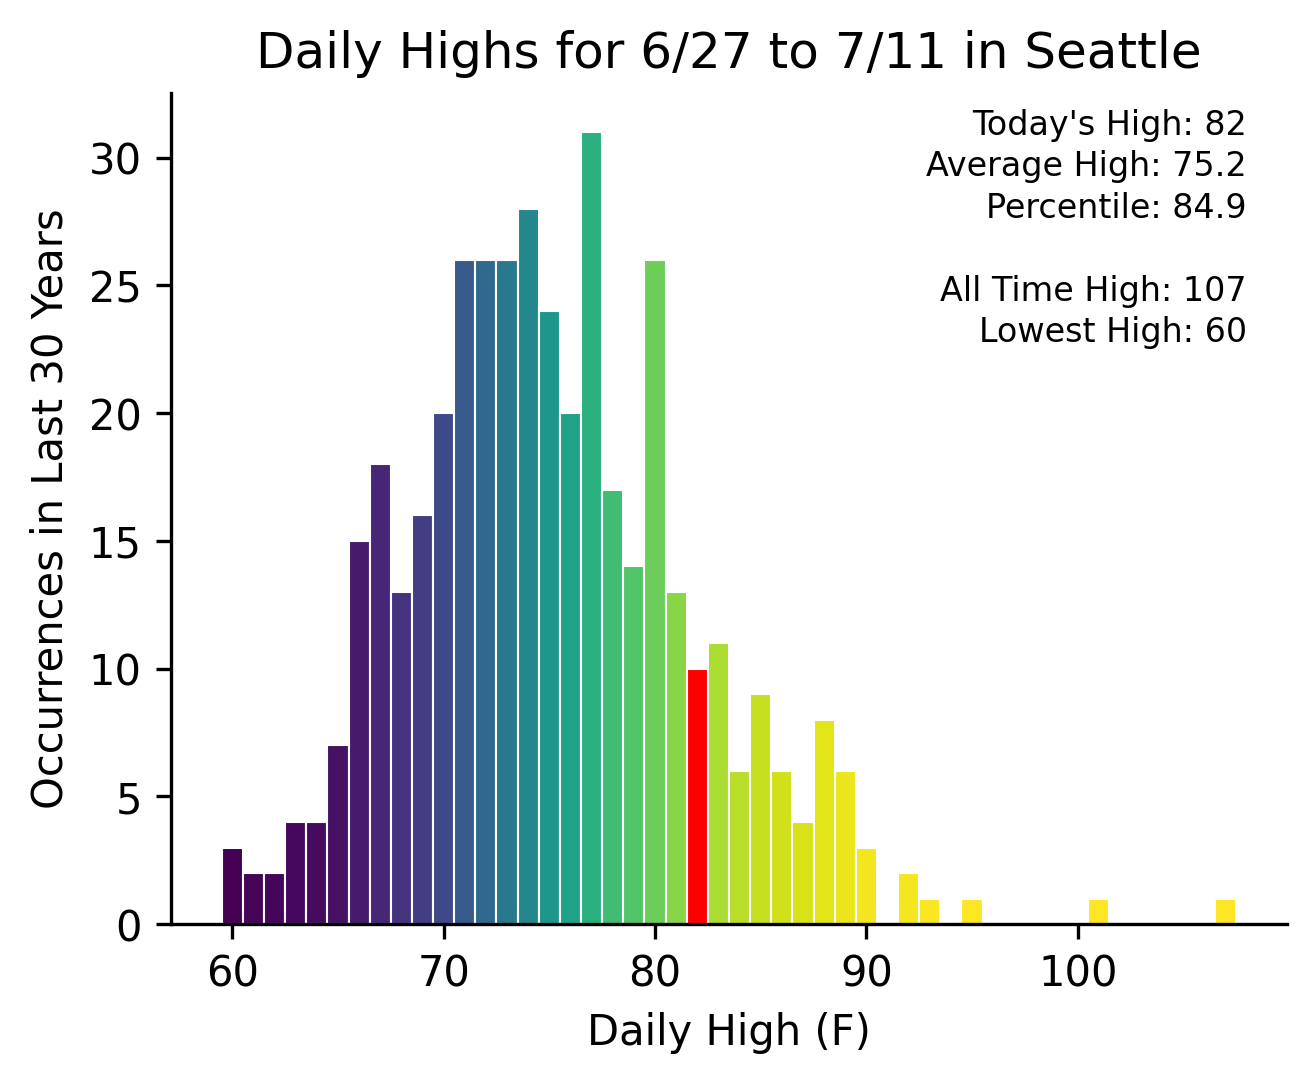 Daily Highs for 6/27 to 7/11 in Seattle
Today's High: 82
Average High: 75.2
Percentile: 84.9
All Time High: 107
Lowest High: 60
Occurrences in Last 30 Years
30
25
20
15
10
5
0
60 70 80 90 100
Daily High (F)